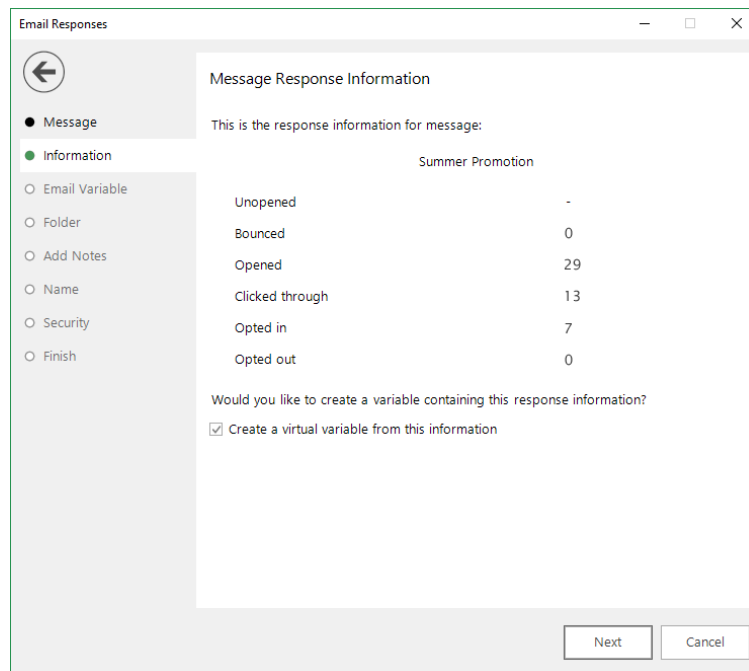 Email Responses
Message
Information
Email Variable
Folder
Add Notes
Name
Security
Finish
Message Response Information
This is the response information for message:
Summer Promotion
Unopened -
Bounced 0
Opened 29
Clicked through 13
Opted in 7
Opted out 0
Would you like to create a variable containing this response information?
Create a virtual variable from this information
Next Cancel